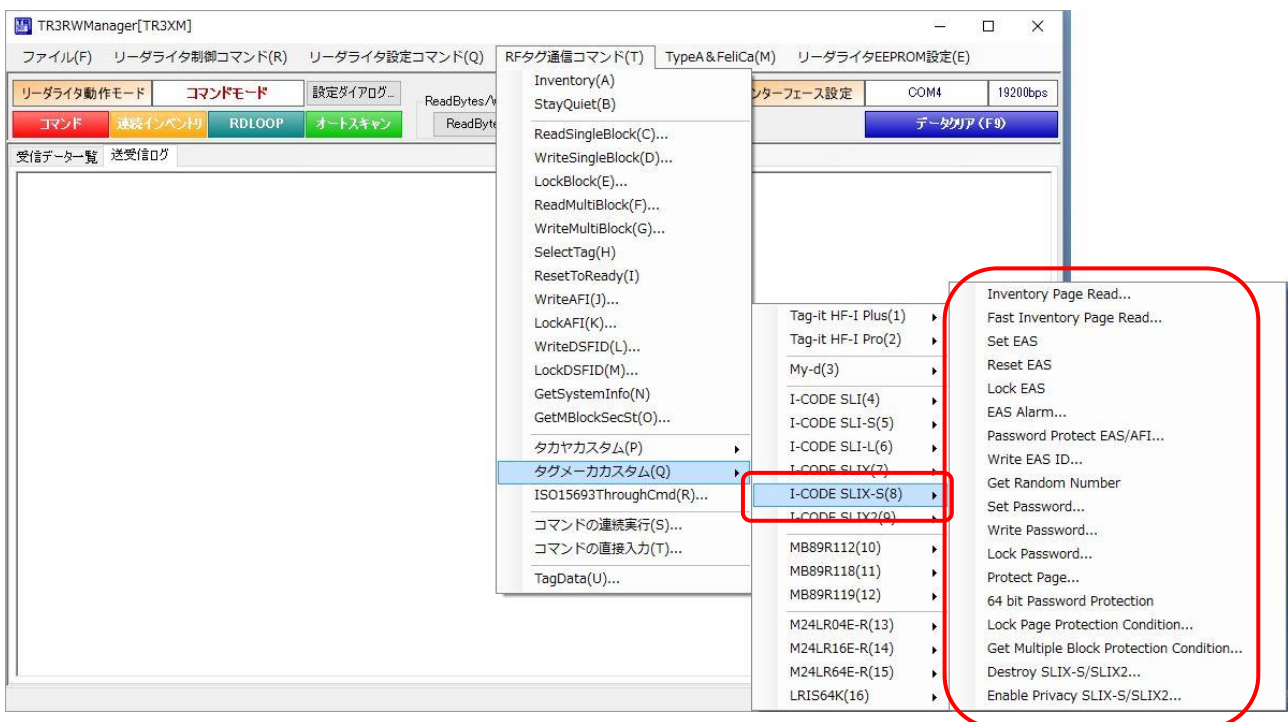 TR3RWManager[TR3XM]
ファイル(F) リーダライタ制御コマンド(R) リーダライタ設定コマンド(Q) RFタグ通信コマンド(T) TypeA&FeliCa(M) リーダライタEEPROM設定(E)
リーダライタ動作モード コマンドモード 設定ダイアログ...
ンターフェース設定 COM4 19200bps
コマンド 連続インベントリ RDLOOP オートスキャン
データクリア(F9)
受信データ一覧 送受信ログ
Inventory(A)
StayQuiet(B)
ReadSingleBlock(C)...
WriteSingleBlock(D)...
LockBlock(E)...
ReadMultiBlock(F)...
WriteMultiBlock(G)...
SelectTag(H)
ResetToReady(I)
WriteAFI(J)...
LockAFI(K)...
WriteDSFID(L)...
LockDSFID(M)...
GetSystemInfo(N)
GetMBlockSecSt(O)...
タカヤカスタム(P)
タグメーカカスタム(Q)
ISO15693ThroughCmd(R)...
コマンドの連続実行(S)...
コマンドの直接入力(T)...
TagData(U)...
Tag-it HF-I Plus(1)
Tag-it HF-I Pro(2)
My-d(3)
I-CODE SLI(4)
I-CODE SLI-S(5)
I-CODE SLI-L(6)
I-CODE SLIX(7)
I-CODE SLIX-S(8)
I-CODE SLIX2(9)
MB89R112(10)
MB89R118(11)
MB89R119(12)
M24LR04E-R(13)
M24LR16E-R(14)
M24LR64E-R(15)
LRIS64K(16)
Inventory Page Read...
Fast Inventory Page Read...
Set EAS
Reset EAS
Lock EAS
EAS Alarm...
Password Protect EAS/AFI...
Write EAS ID...
Get Random Number
Set Password...
Write Password...
Lock Password...
Protect Page...
64 bit Password Protection
Lock Page Protection Condition...
Get Multiple Block Protection Condition...
Destroy SLIX-S/SLIX2...
Enable Privacy SLIX-S/SLIX2...